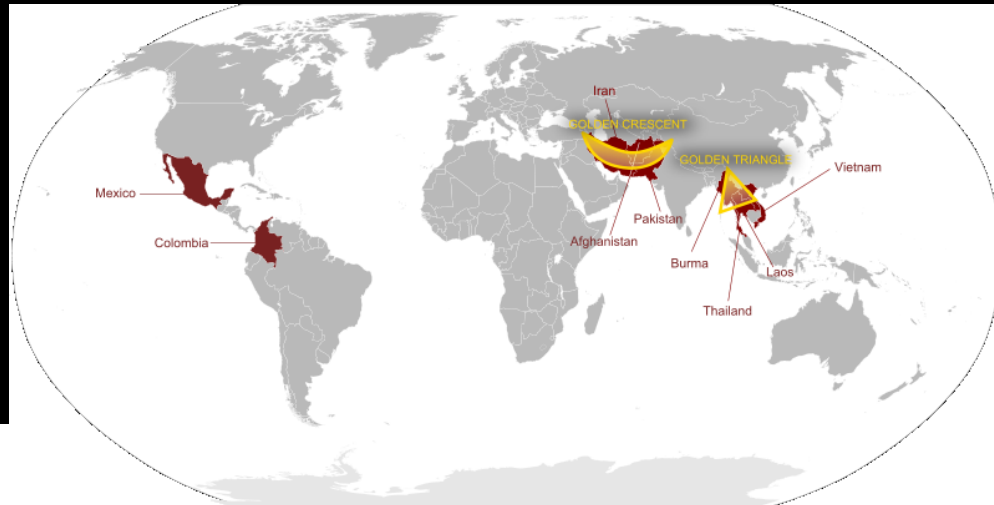 Iran
GOLDEN CRESCENT
GOLDEN TRIANGLE
Vietnam
Mexico
Pakistan
Colombia
Afghanistan
Burma
Laos
Thailand